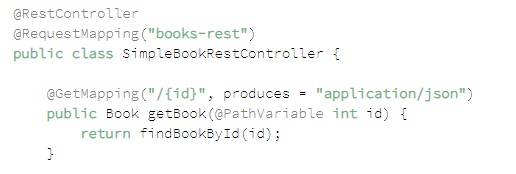 @RestController
@RequestMapping("books-rest")
public class SimpleBookRestController {
@GetMapping("/{id}", produces = "application/json")
public Book getBook(@PathVariable int id) {
return findBookById(id);
}